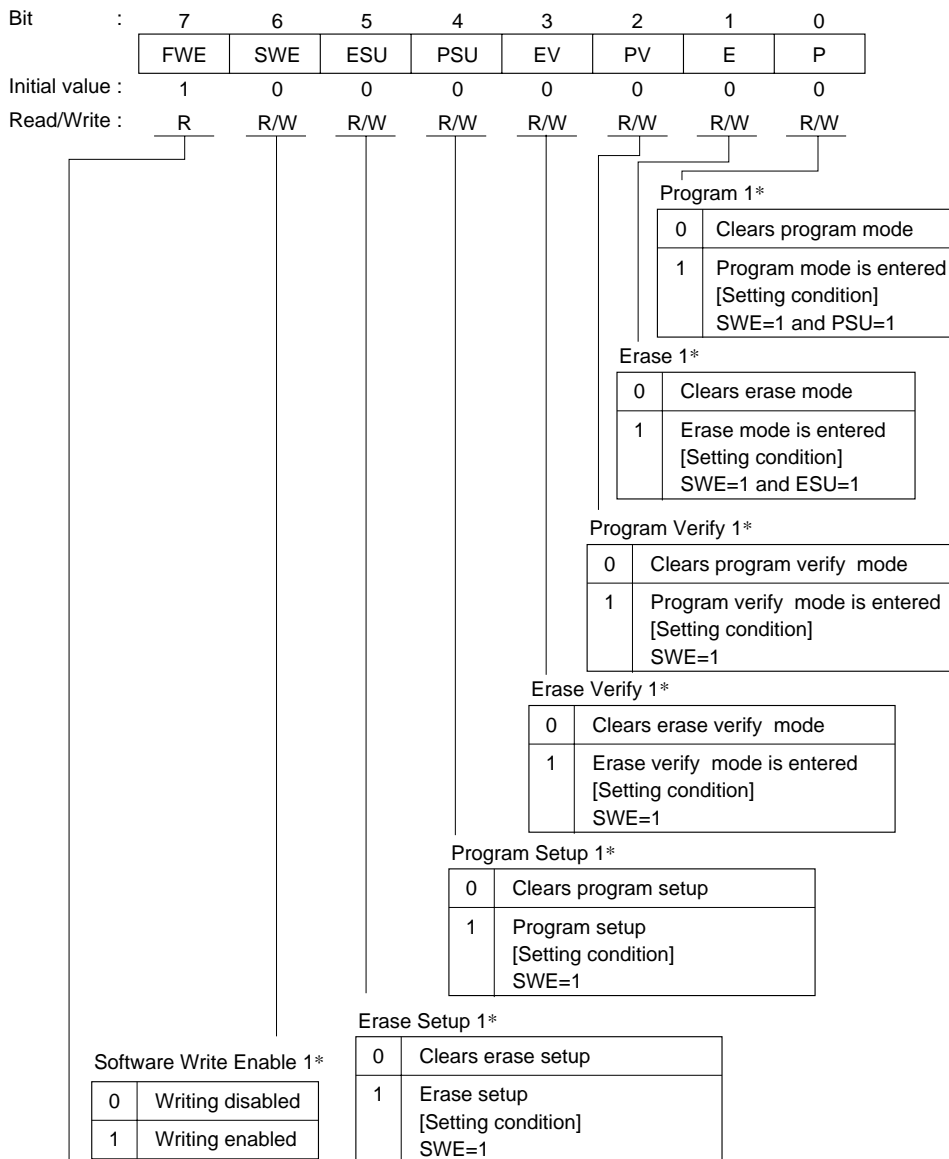 Bit : 7 6 5 4 3 2 1 0
FWE SWE ESU PSU EV PV E P
Initial value : 1 0 0 0 0 0 0 0
Read/Write : R R/W R/W R/W R/W R/W R/W R/W
Program 1*
0 Clears program mode
1 Program mode is entered
[Setting condition]
SWE=1 and PSU=1
Erase 1*
0 Clears erase mode
1 Erase mode is entered
[Setting condition]
SWE=1 and ESU=1
Program Verify 1*
0 Clears program verify mode
1 Program verify mode is entered
[Setting condition]
SWE=1
Erase Verify 1*
0 Clears erase verify mode
1 Erase verify mode is entered
[Setting condition]
SWE=1
Program Setup 1*
0 Clears program setup
1 Program setup
[Setting condition]
SWE=1
Erase Setup 1*
0 Clears erase setup
1 Erase setup
[Setting condition]
SWE=1
Software Write Enable 1*
0 Writing disabled
1 Writing enabled